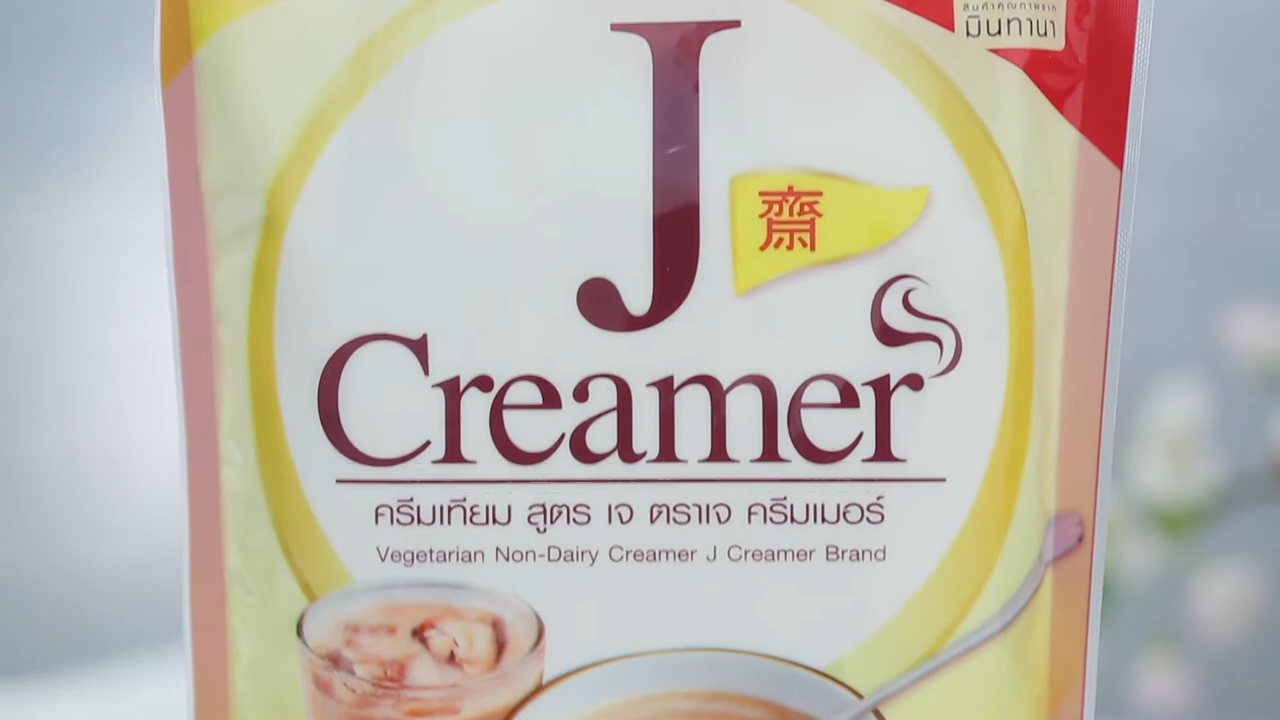 สินค้าคุณภาพจาก
มินทานา
J
齋
Creamer
ครีมเทียม สูตร เจ ตราเจ ครีมเมอร์
Vegetarian Non-Dairy Creamer J Creamer Brand